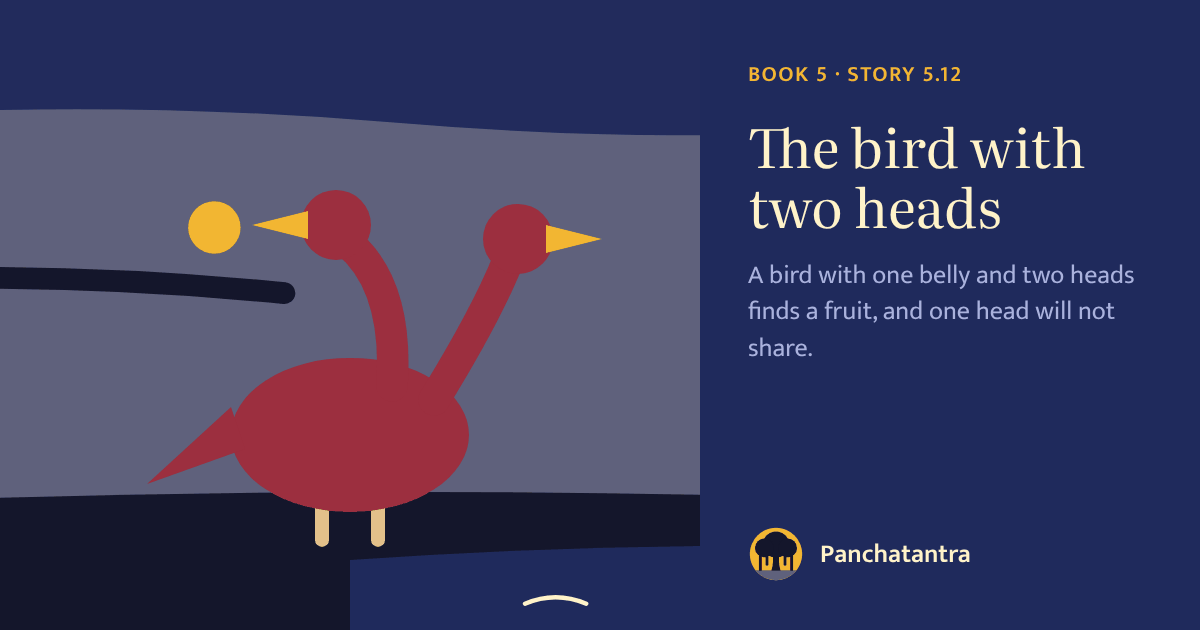 BOOK 5 · STORY 5.12
The bird with
two heads
A bird with one belly and two heads
finds a fruit, and one head will not
share.
Panchatantra